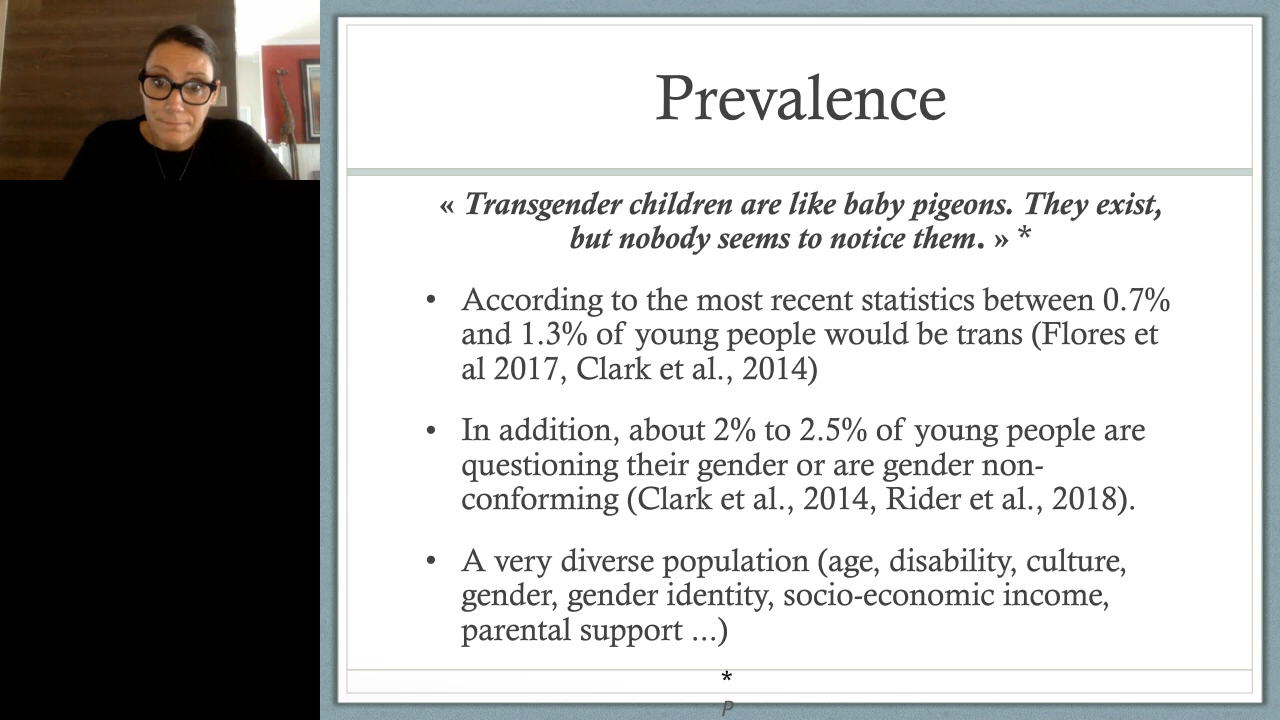 Prevalence
« Transgender children are like baby pigeons. They exist,
but nobody seems to notice them. » *
• According to the most recent statistics between 0.7%
and 1.3% of young people would be trans (Flores et
al 2017, Clark et al., 2014)
• In addition, about 2% to 2.5% of young people are
questioning their gender or are gender non-
conforming (Clark et al., 2014, Rider et al., 2018).
• A very diverse population (age, disability, culture,
gender, gender identity, socio-economic income,
parental support ...)
*
P